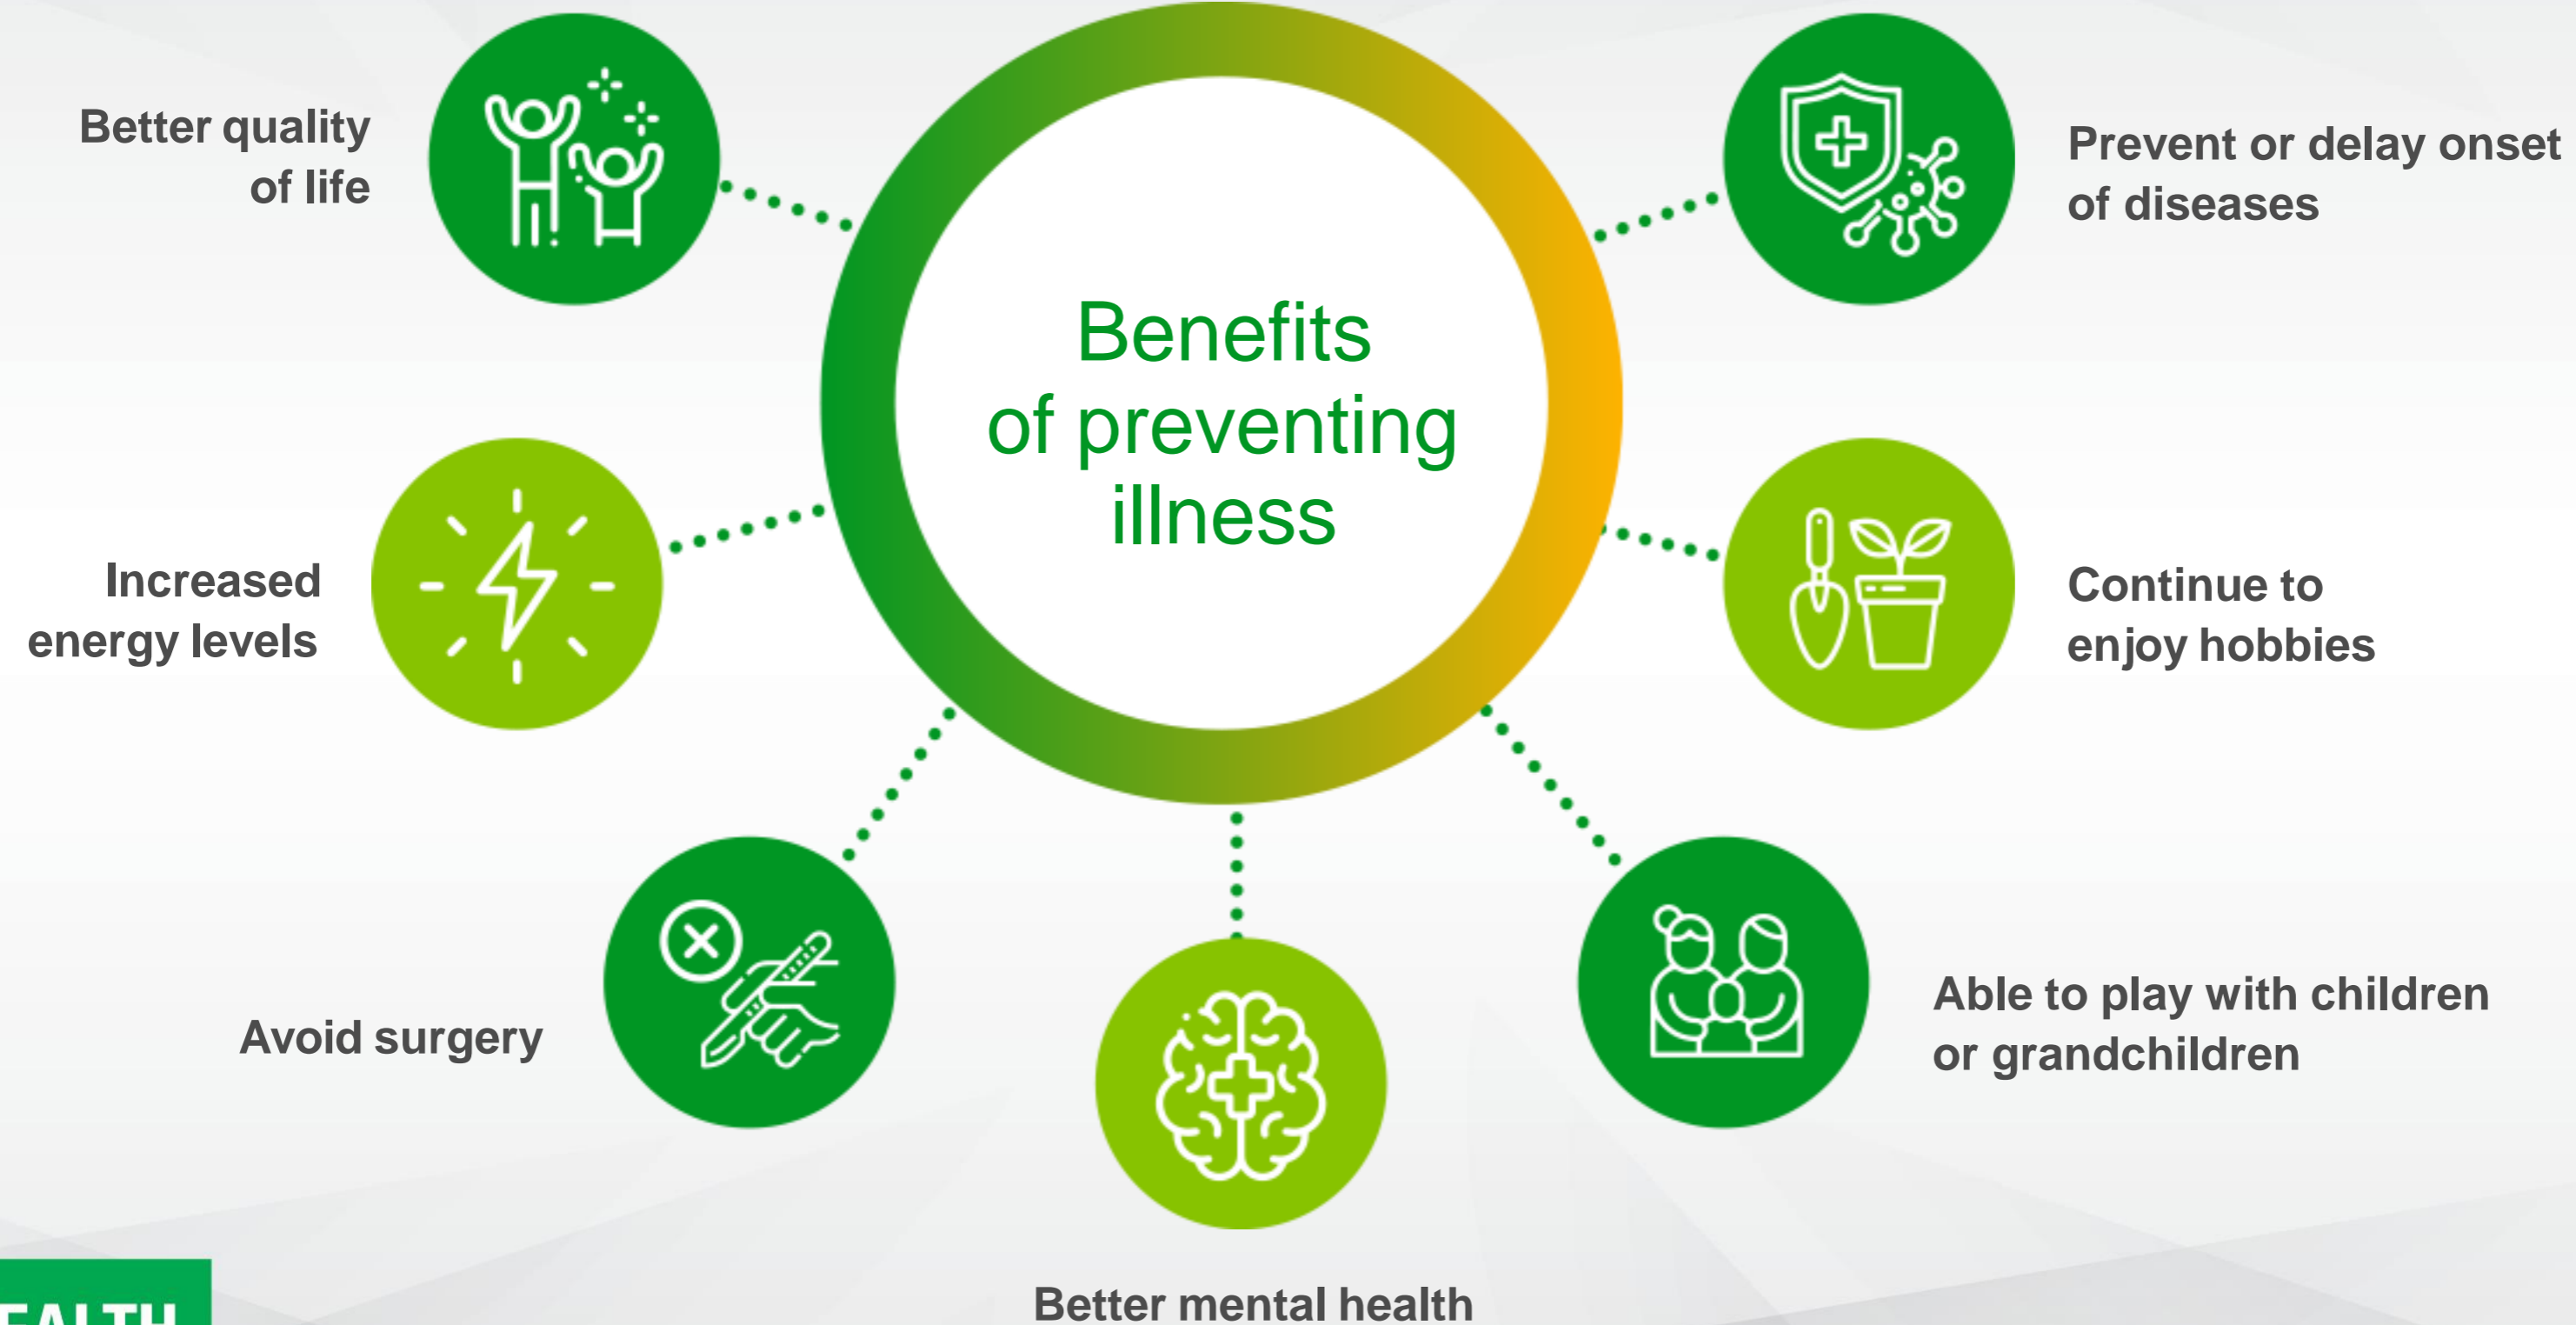 Benefits
of preventing
illness
Better quality
of life
Increased
energy levels
Avoid surgery
Better mental health
Able to play with children
or grandchildren
Continue to
enjoy hobbies
Prevent or delay onset
of diseases